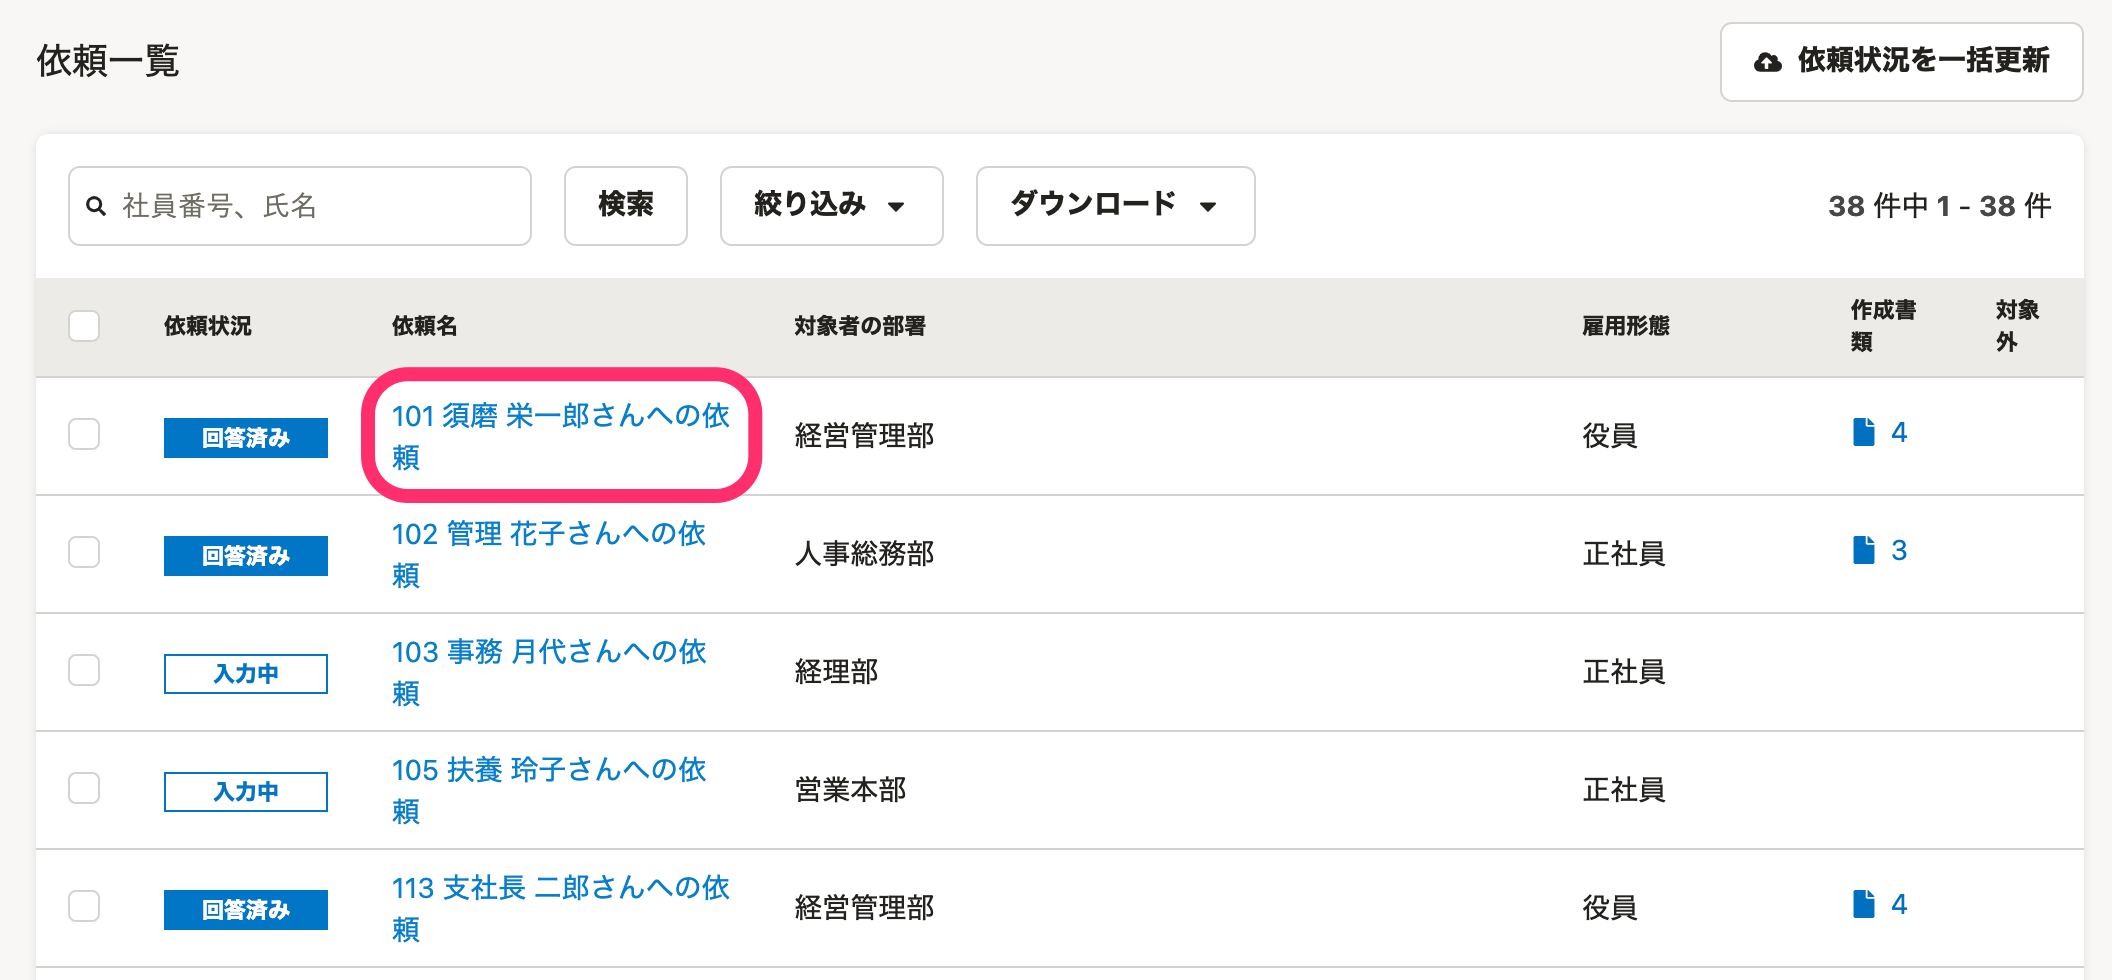 依頼一覧
依頼状況を一括更新
社員番号、氏名
検索
絞り込み
ダウンロード
38 件中 1 - 38 件
依頼状況
依頼名
対象者の部署
雇用形態
作成書
類
対象
外
回答済み
101 須磨 栄一郎さんへの依
頼
経営管理部
役員
4
回答済み
102 管理 花子さんへの依
頼
人事総務部
正社員
3
入力中
103 事務 月代さんへの依
頼
経理部
正社員
入力中
105 扶養 玲子さんへの依
頼
営業本部
正社員
回答済み
113 支社長 二郎さんへの依
頼
経営管理部
役員
4